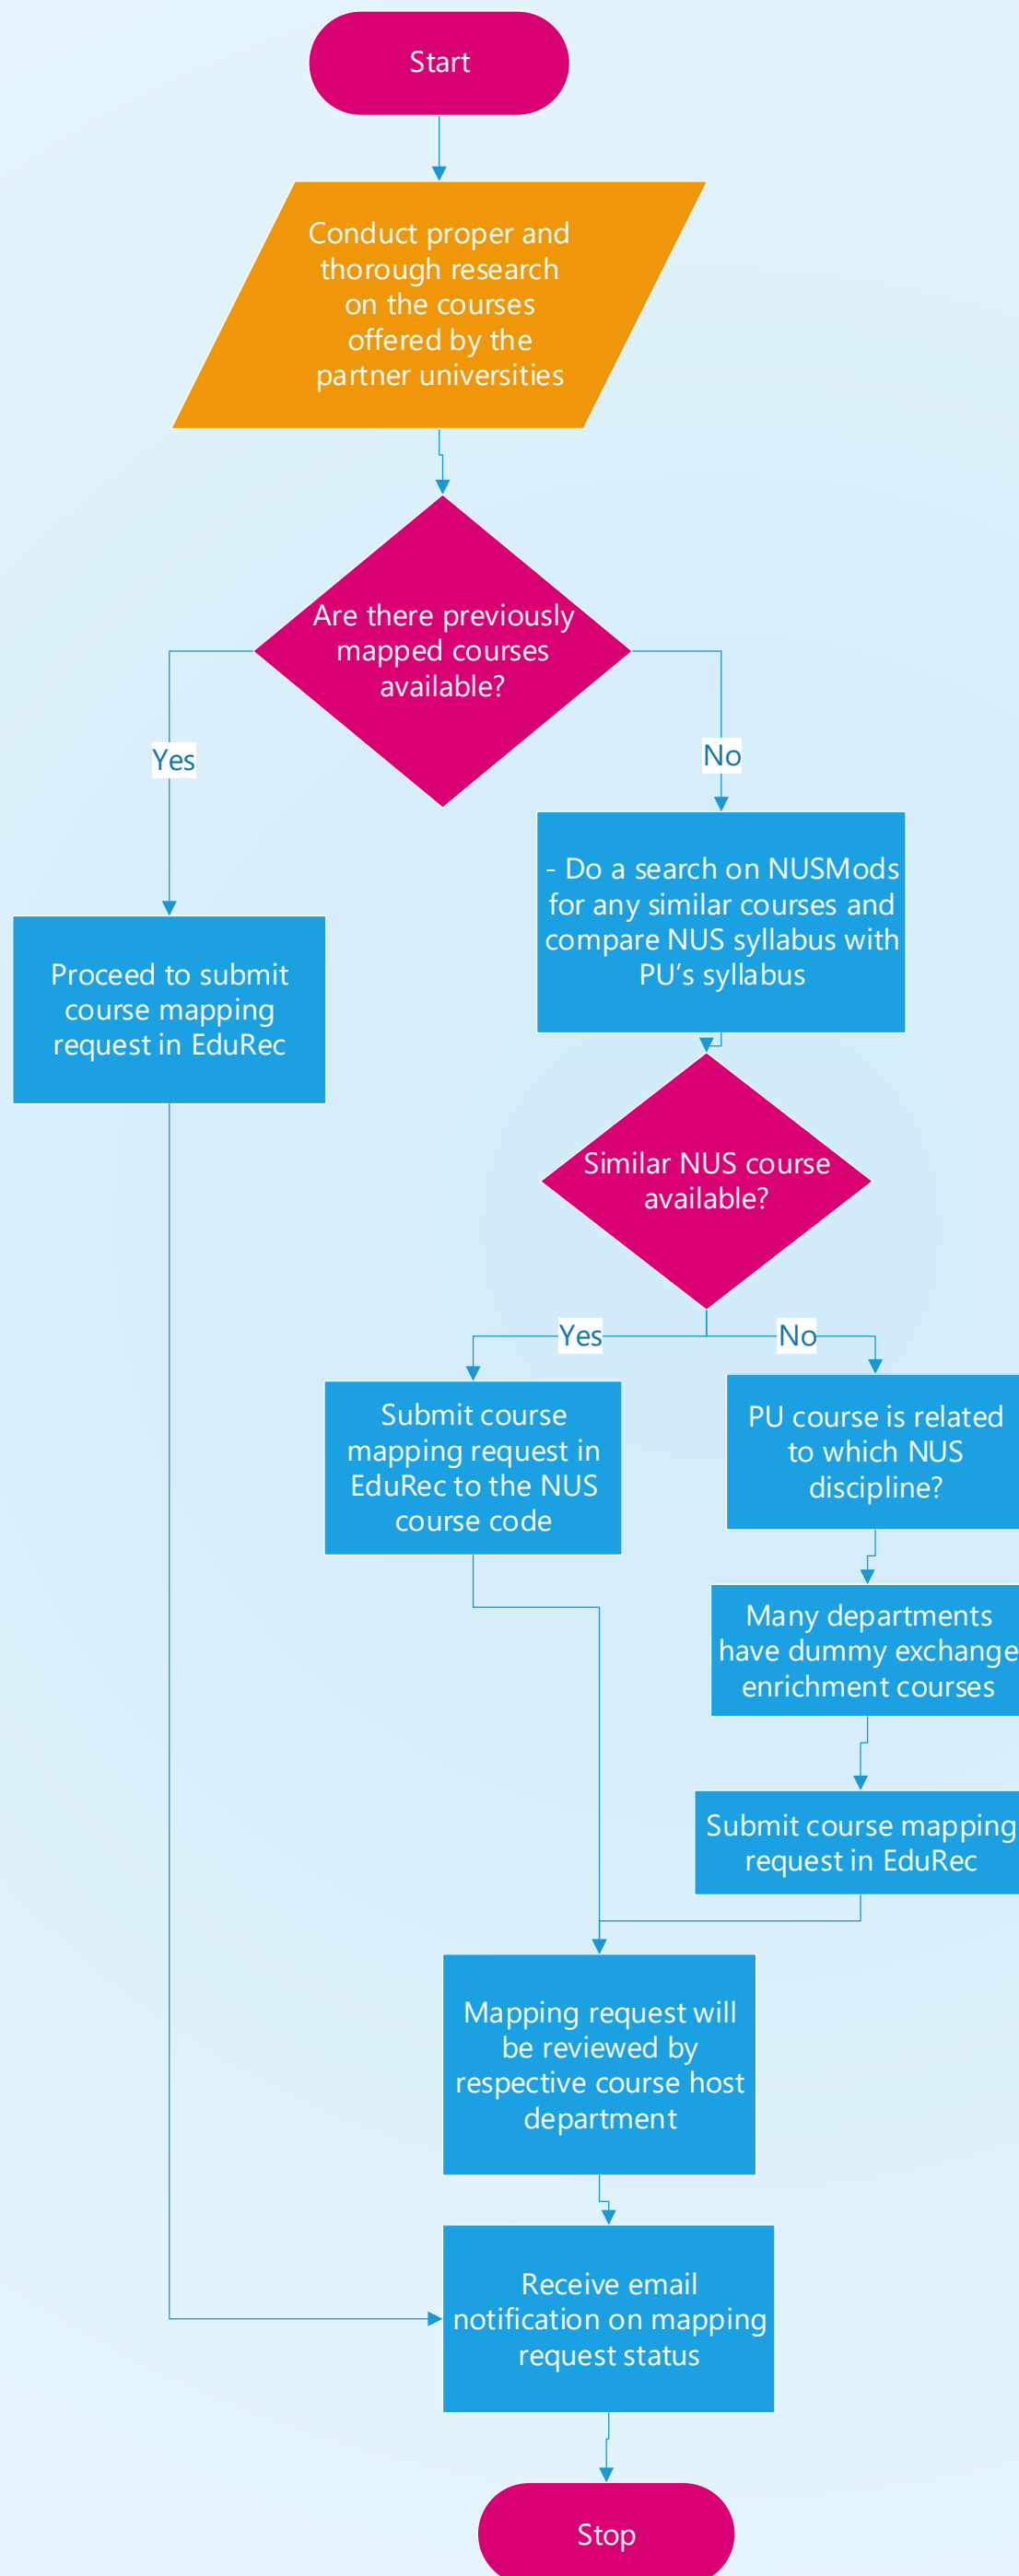 Start
Conduct proper and
thorough research
on the courses
offered by the
partner universities
Are there previously
mapped courses
available?
Yes
No
- Do a search on NUSMods
for any similar courses and
compare NUS syllabus with
PU’s syllabus
Proceed to submit
course mapping
request in EduRec
Similar NUS course
available?
Yes
No
Submit course
mapping request in
EduRec to the NUS
course code
PU course is related
to which NUS
discipline?
Many departments
have dummy exchange
enrichment courses
Submit course mapping
request in EduRec
Mapping request will
be reviewed by
respective course host
department
Receive email
notification on mapping
request status
Stop